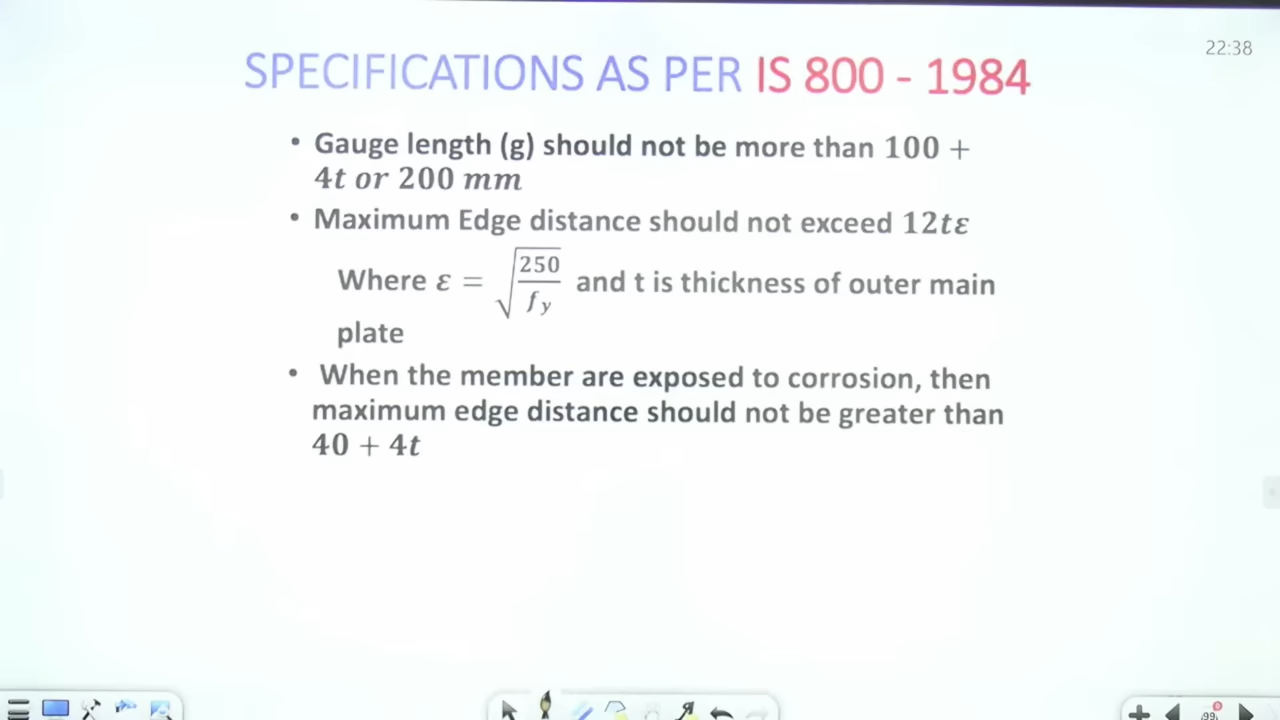 22:38
SPECIFICATIONS AS PER IS 800 - 1984
• Gauge length (g) should not be more than 100 +
4t or 200 mm
• Maximum Edge distance should not exceed 12tε
Where ε = √(250/fy) and t is thickness of outer main
plate
• When the member are exposed to corrosion, then
maximum edge distance should not be greater than
40 + 4t